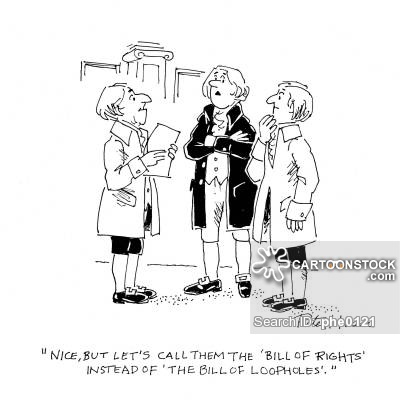 CARTOONSTOCK
.com
Search ID: aphe0121
"NICE, BUT LET'S CALL THEM THE 'BILL OF RIGHTS'
INSTEAD OF 'THE BILL OF LOOPHOLES'."